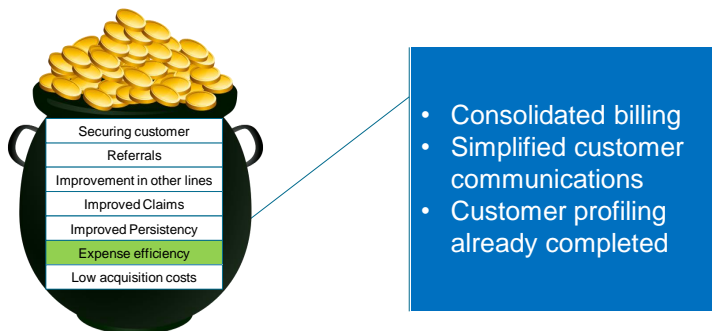 Securing customer
Referrals
Improvement in other lines
Improved Claims
Improved Persistency
Expense efficiency
Low acquisition costs
• Consolidated billing
• Simplified customer
communications
• Customer profiling
already completed